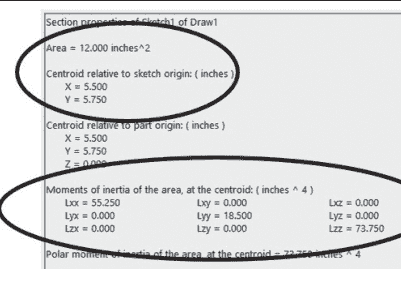 Section properties of Sketch1 of Draw1
Area = 12.000 inches^2
Centroid relative to sketch origin: ( inches )
X = 5.500
Y = 5.750
Centroid relative to part origin: ( inches )
X = 5.500
Y = 5.750
Z = 0.000
Moments of inertia of the area, at the centroid: ( inches ^ 4 )
Lxx = 55.250 Lxy = 0.000 Lxz = 0.000
Lyx = 0.000 Lyy = 18.500 Lyz = 0.000
Lzx = 0.000 Lzy = 0.000 Lzz = 73.750
Polar moment of inertia of the area, at the centroid = 73.750 inches ^ 4